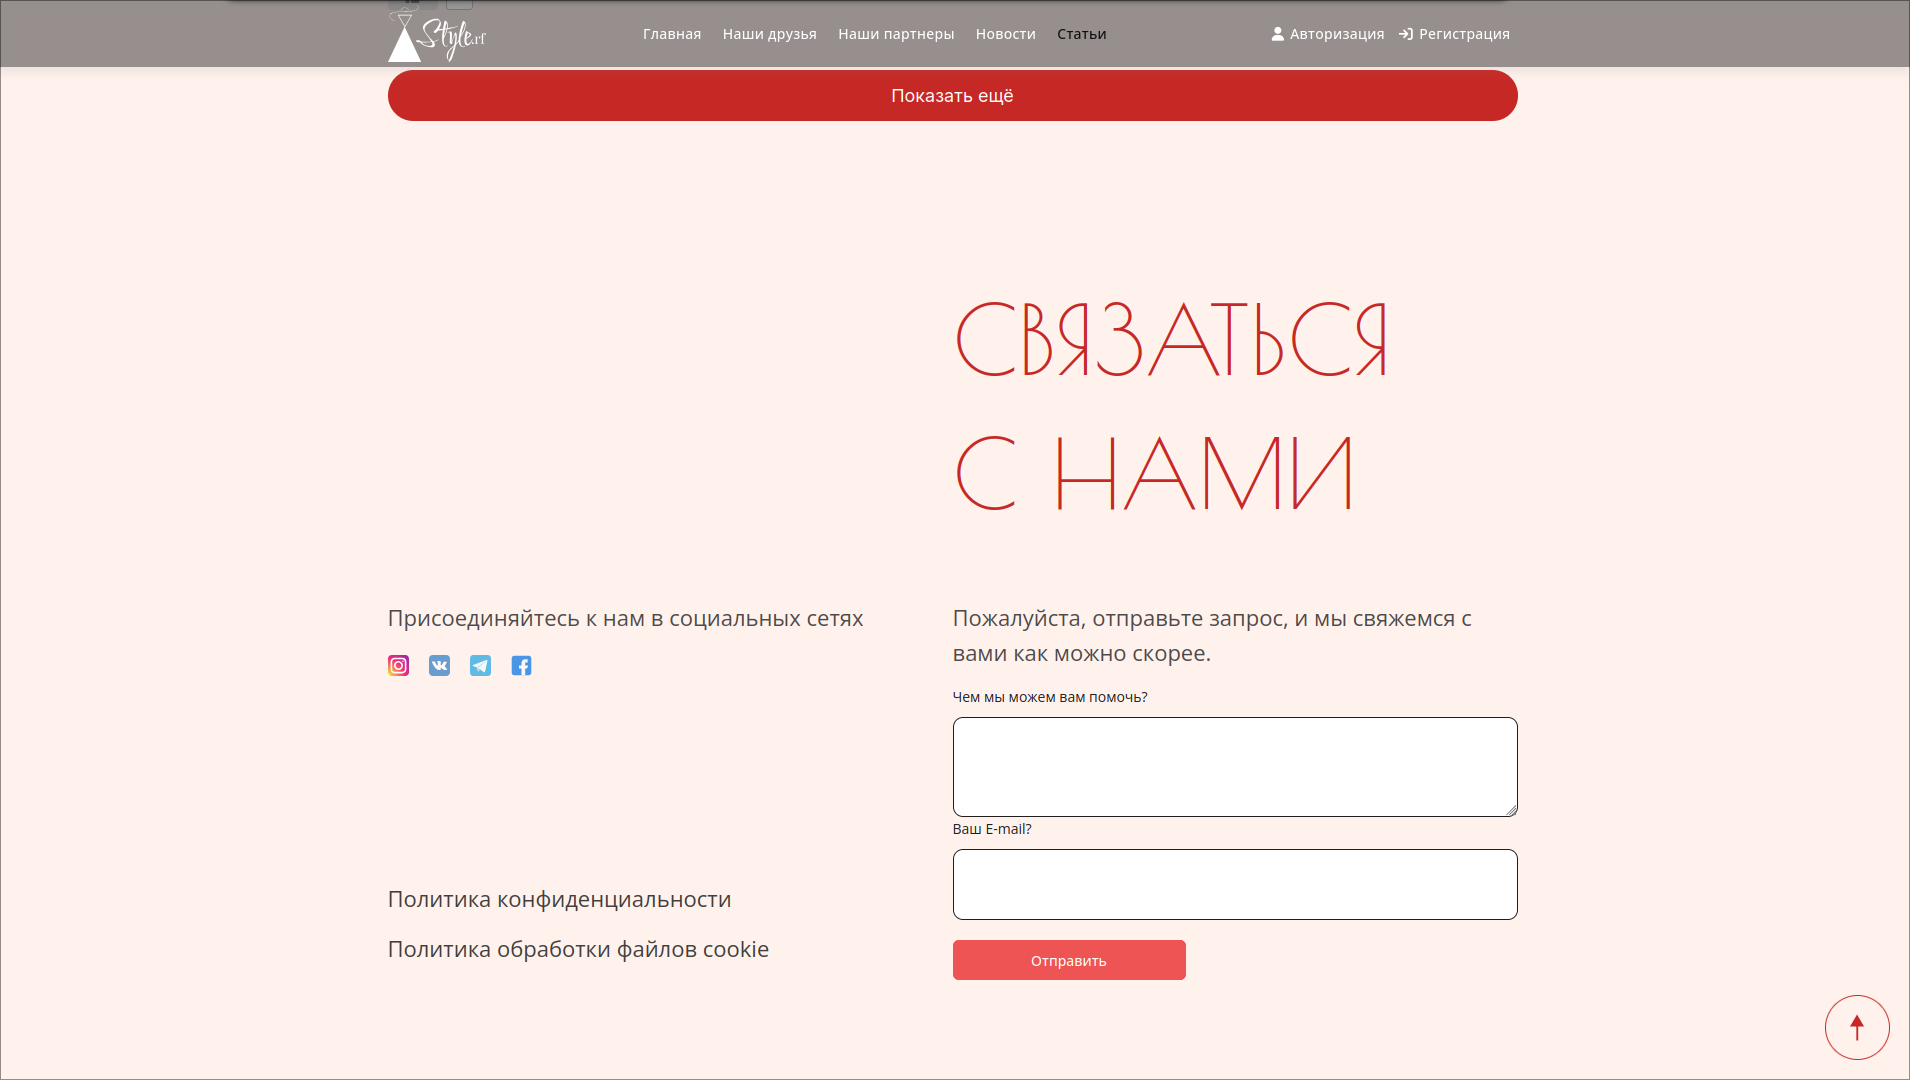 Style.rf
Главная Наши друзья Наши партнеры Новости Статьи Авторизация Регистрация
Показать ещё
СВЯЗАТЬСЯ
С НАМИ
Присоединяйтесь к нам в социальных сетях
Пожалуйста, отправьте запрос, и мы свяжемся с
вами как можно скорее.
Чем мы можем вам помочь?
Ваш E-mail?
Политика конфиденциальности
Политика обработки файлов cookie
Отправить